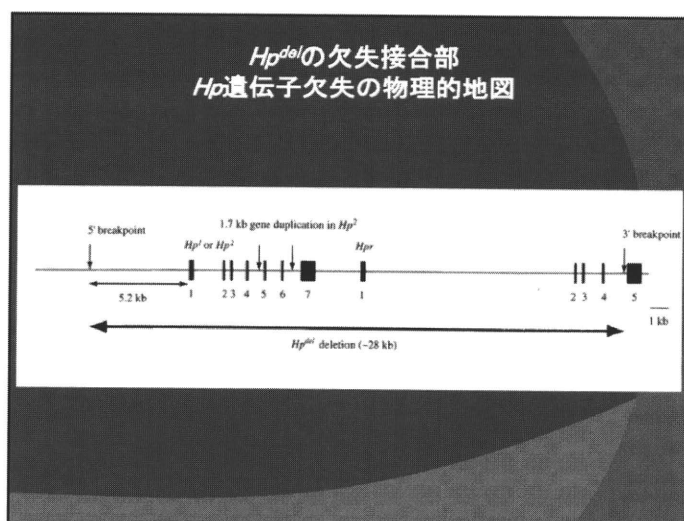 Hp^delの欠失接合部
Hp遺伝子欠失の物理的地図
5' breakpoint
1.7 kb gene duplication in Hp²
3' breakpoint
Hp¹ or Hp²
Hpr
5.2 kb
1 2 3 4 5 6 7 1 2 3 4 5
1 kb
Hp^del deletion (~28 kb)